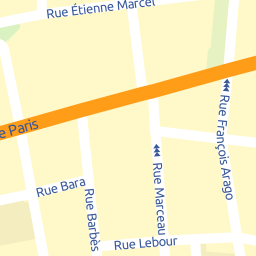 Rue Étienne Marcel
e Paris
Rue François Arago
Rue Bara
Rue Barbès
Rue Marceau
Rue Lebour